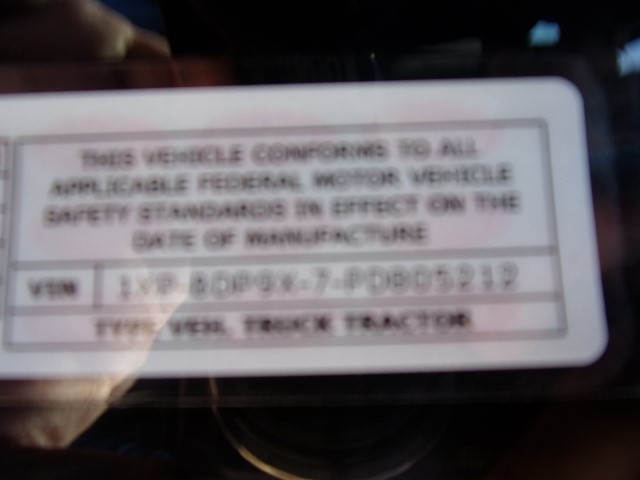 THIS VEHICLE CONFORMS TO ALL
APPLICABLE FEDERAL MOTOR VEHICLE
SAFETY STANDARDS IN EFFECT ON THE
DATE OF MANUFACTURE
VIN
TYPE VEH. TRUCK TRACTOR